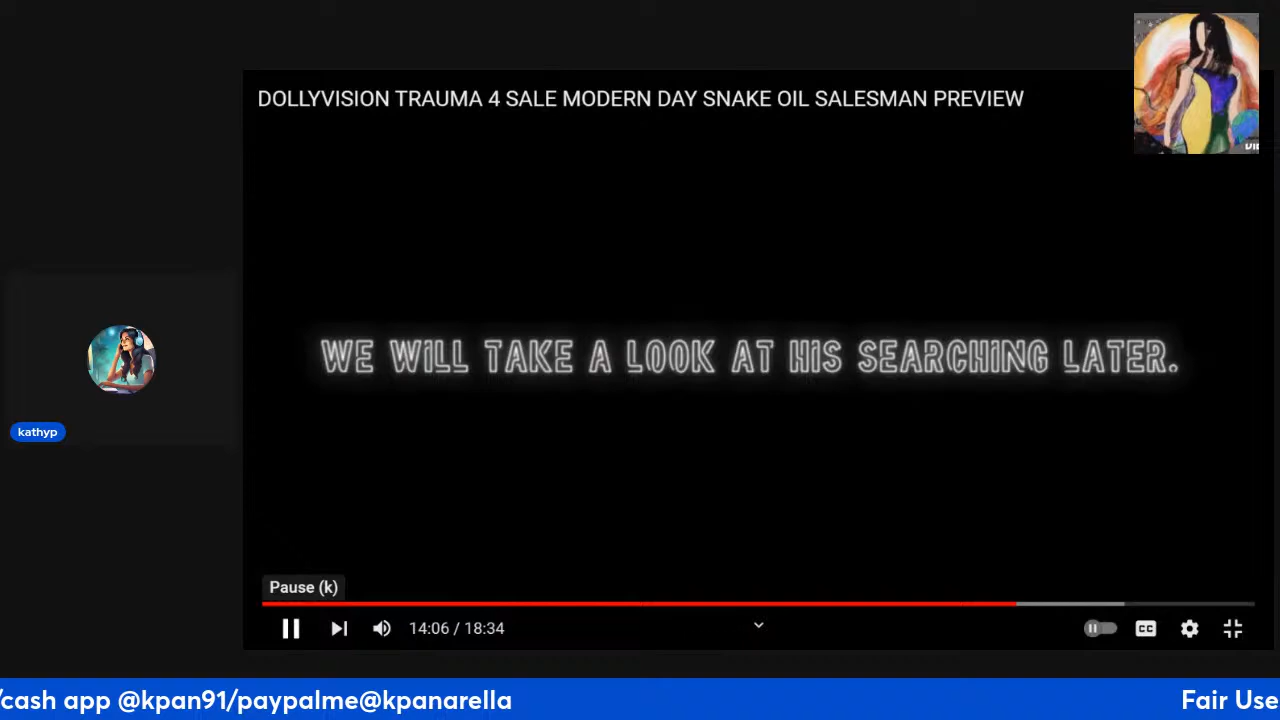 DOLLYVISION TRAUMA 4 SALE MODERN DAY SNAKE OIL SALESMAN PREVIEW
WE WILL TAKE A LOOK AT HIS SEARCHING LATER.
kathyp
Pause (k)
14:06 / 18:34
CC
/cash app @kpan91/paypalme@kpanarella
Fair Use